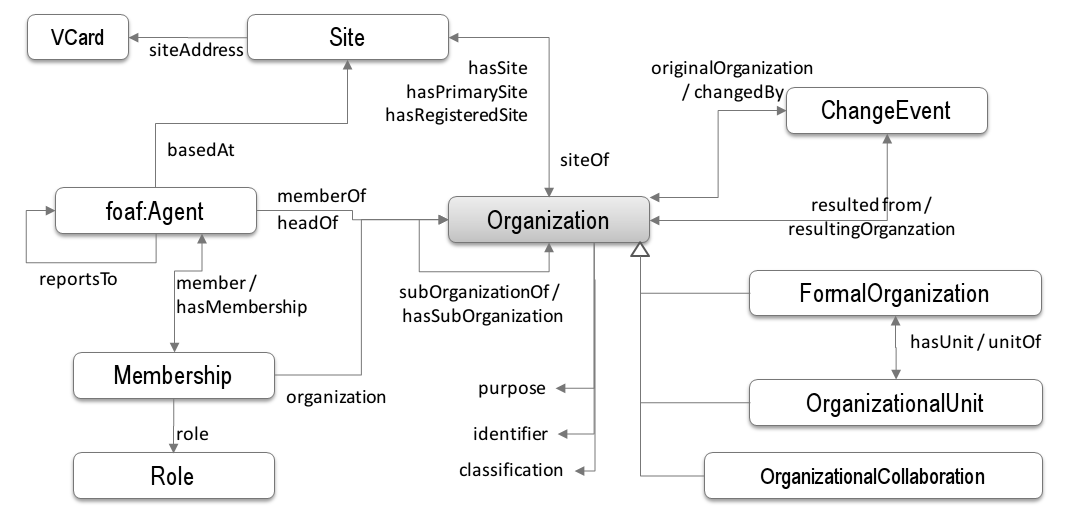 VCard
siteAddress
Site
hasSite
hasPrimarySite
hasRegisteredSite
siteOf
originalOrganization
/ changedBy
ChangeEvent
basedAt
foaf:Agent
memberOf
headOf
Organization
resulted from /
resultingOrganzation
reportsTo
member /
hasMembership
subOrganizationOf /
hasSubOrganization
FormalOrganization
hasUnit / unitOf
Membership
organization
purpose
OrganizationalUnit
role
identifier
classification
Role
OrganizationalCollaboration